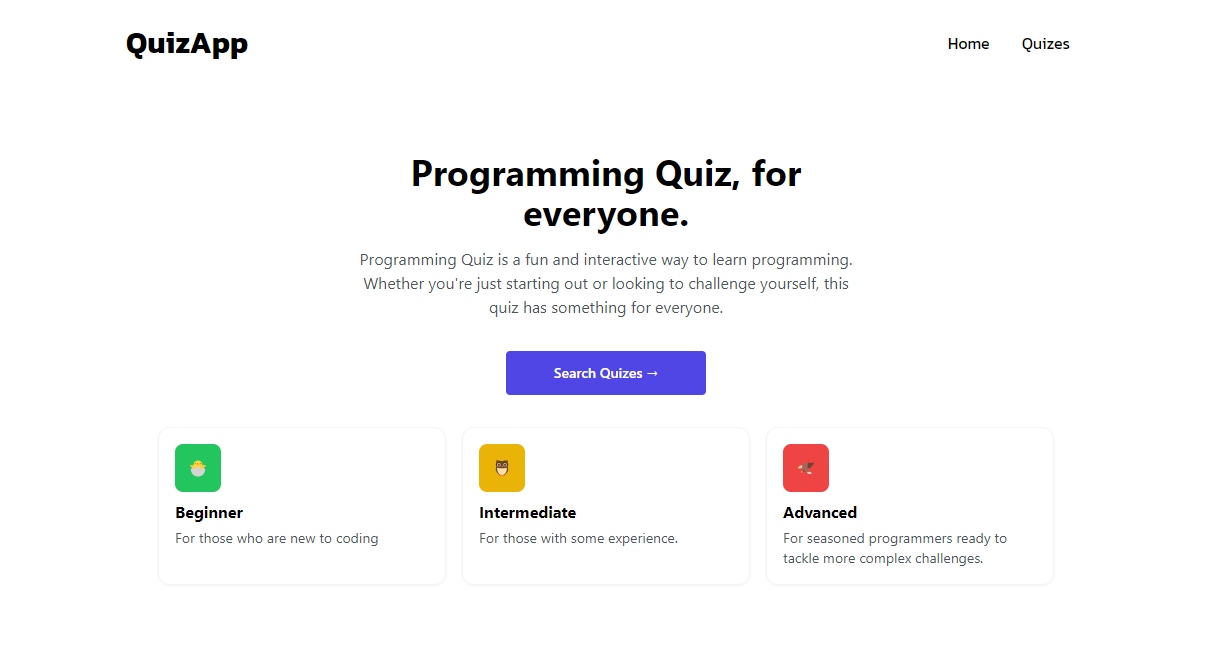 QuizApp
Home
Quizes
Programming Quiz, for
everyone.
Programming Quiz is a fun and interactive way to learn programming.
Whether you're just starting out or looking to challenge yourself, this
quiz has something for everyone.
Search Quizes →
Beginner
For those who are new to coding
Intermediate
For those with some experience.
Advanced
For seasoned programmers ready to
tackle more complex challenges.